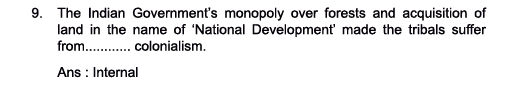 9. The Indian Government's monopoly over forests and acquisition of
land in the name of 'National Development' made the tribals suffer
from............ colonialism.
Ans : Internal